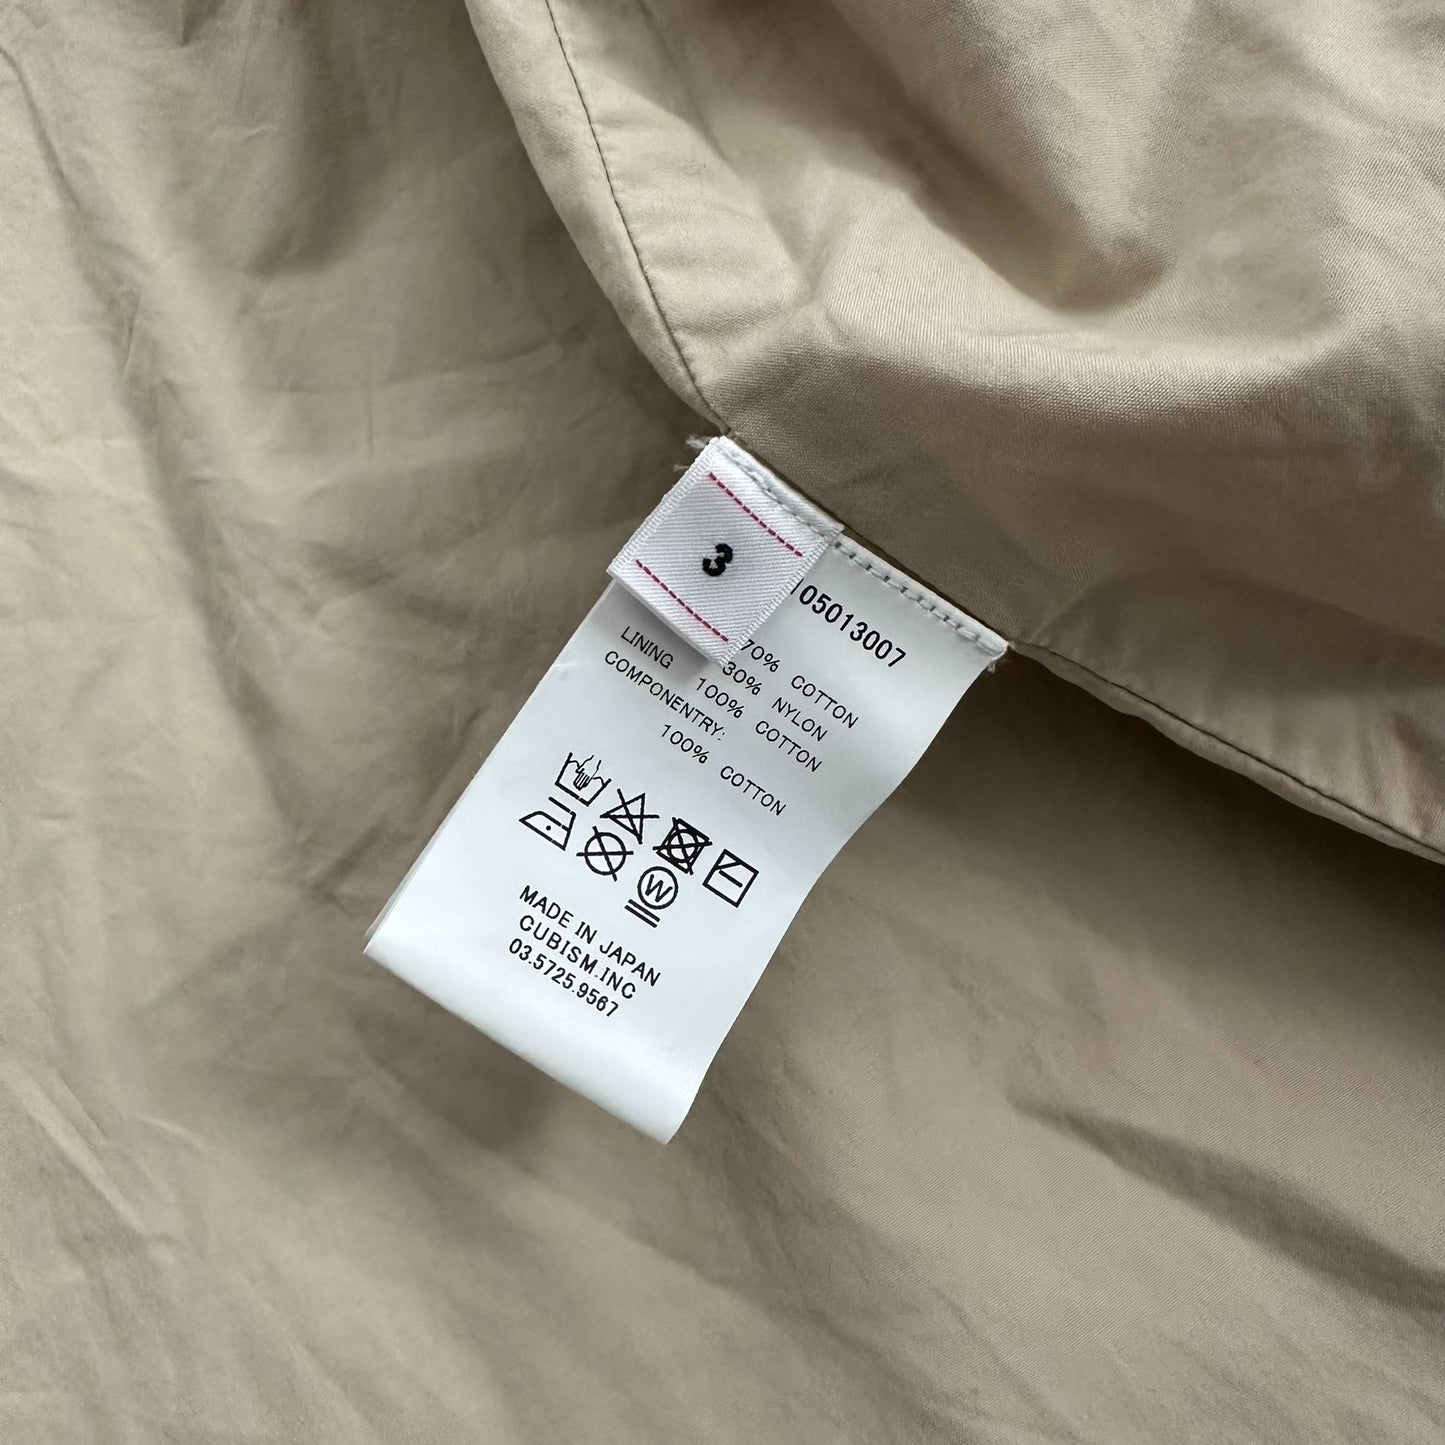 3
105013007
70% COTTON
30% NYLON
LINING 100% COTTON
COMPONENTRY:
100% COTTON
W
MADE IN JAPAN
CUBISM.INC
03.5725.9567